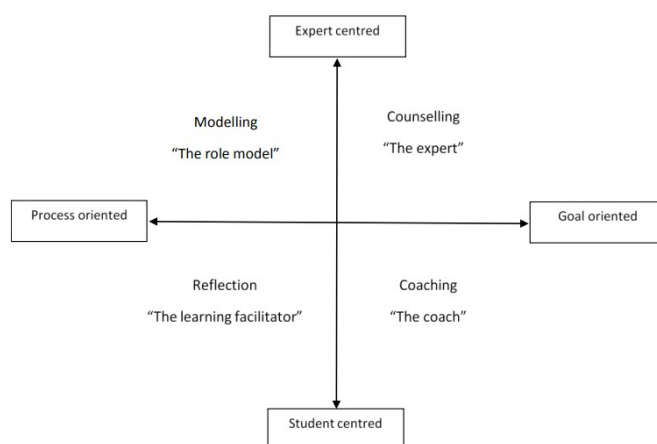 Expert centred
Modelling
Counselling
“The role model”
“The expert”
Process oriented
Goal oriented
Reflection
Coaching
“The learning facilitator”
“The coach”
Student centred